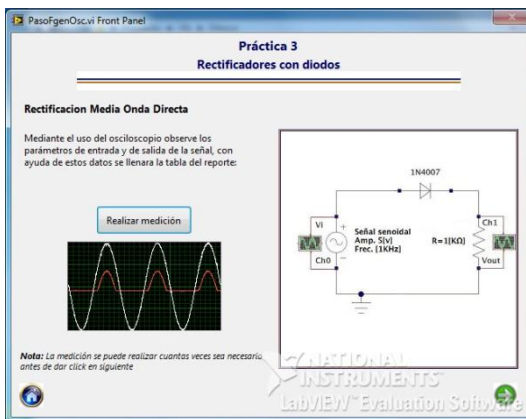 PasoFgenOsc.vi Front Panel
Práctica 3
Rectificadores con diodos
Rectificacion Media Onda Directa
Mediante el uso del osciloscopio observe los
parámetros de entrada y de salida de la señal, con
ayuda de estos datos se llenara la tabla del reporte:
Realizar medición
1N4007
Vi
+
Señal senoidal
Amp. 5[v]
Frec. [1KHz]
Ch0
-
R=1[KΩ]
Ch1
Vout
Nota: La medición se puede realizar cuantas veces sea necesario
antes de dar click en siguiente
NATIONAL
INSTRUMENTS
LabVIEW™ Evaluation Software